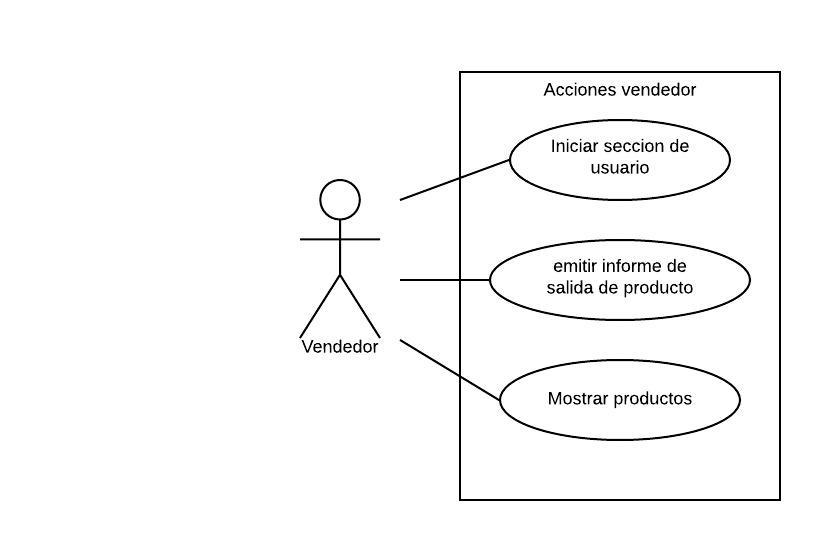 Acciones vendedor
Iniciar seccion de
usuario
emitir informe de
salida de producto
Vendedor
Mostrar productos